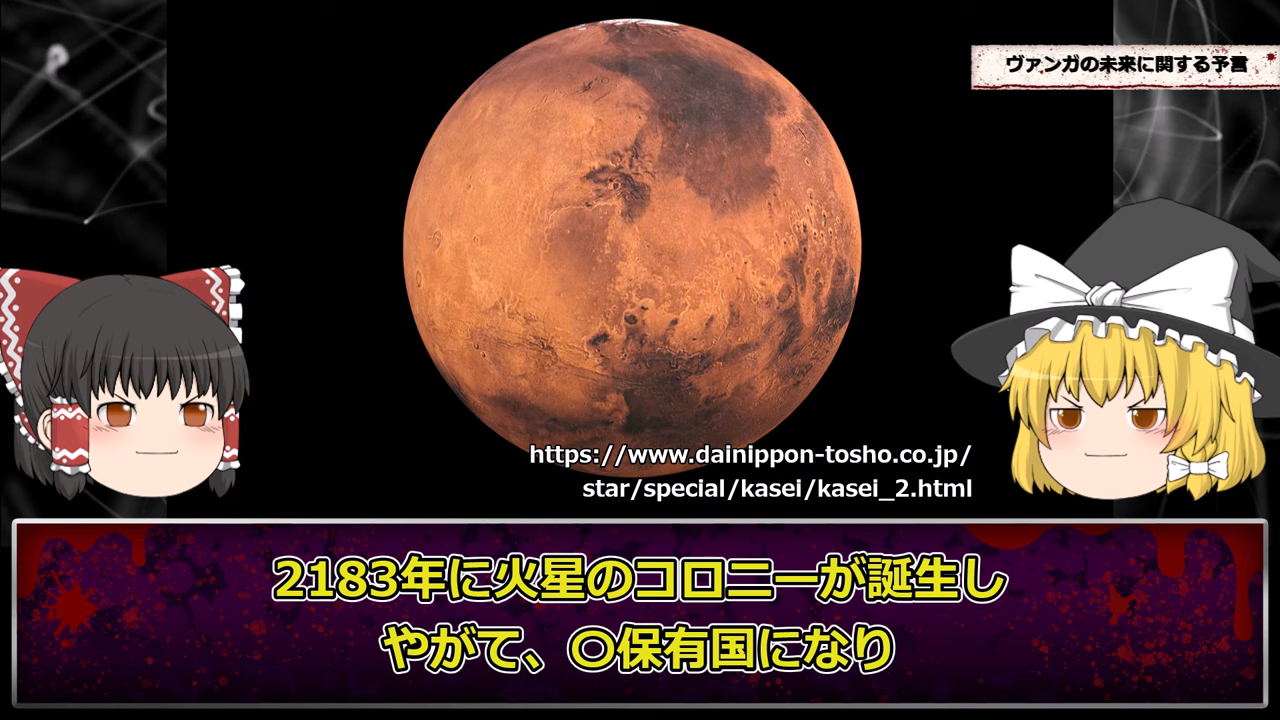 ヴァンガの未来に関する予言
https://www.dainippon-tosho.co.jp/
star/special/kasei/kasei_2.html
2183年に火星のコロニーが誕生し
やがて、〇保有国になり